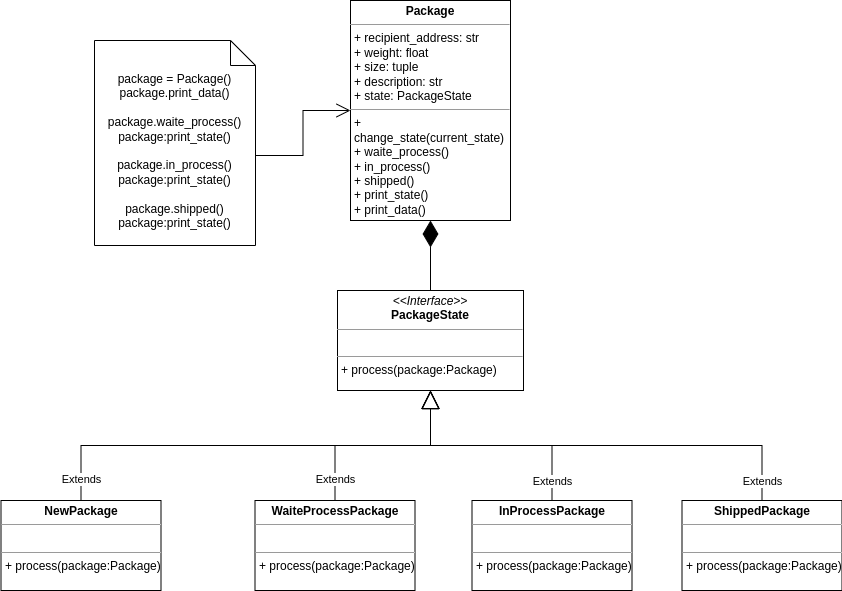 Package
+ recipient_address: str
+ weight: float
+ size: tuple
+ description: str
+ state: PackageState
+
change_state(current_state)
+ waite_process()
+ in_process()
+ shipped()
+ print_state()
+ print_data()
package = Package()
package.print_data()
package.waite_process()
package:print_state()
package.in_process()
package:print_state()
package.shipped()
package:print_state()
<<Interface>>
PackageState
+ process(package:Package)
Extends
Extends
Extends
Extends
NewPackage
+ process(package:Package)
WaiteProcessPackage
+ process(package:Package)
InProcessPackage
+ process(package:Package)
ShippedPackage
+ process(package:Package)